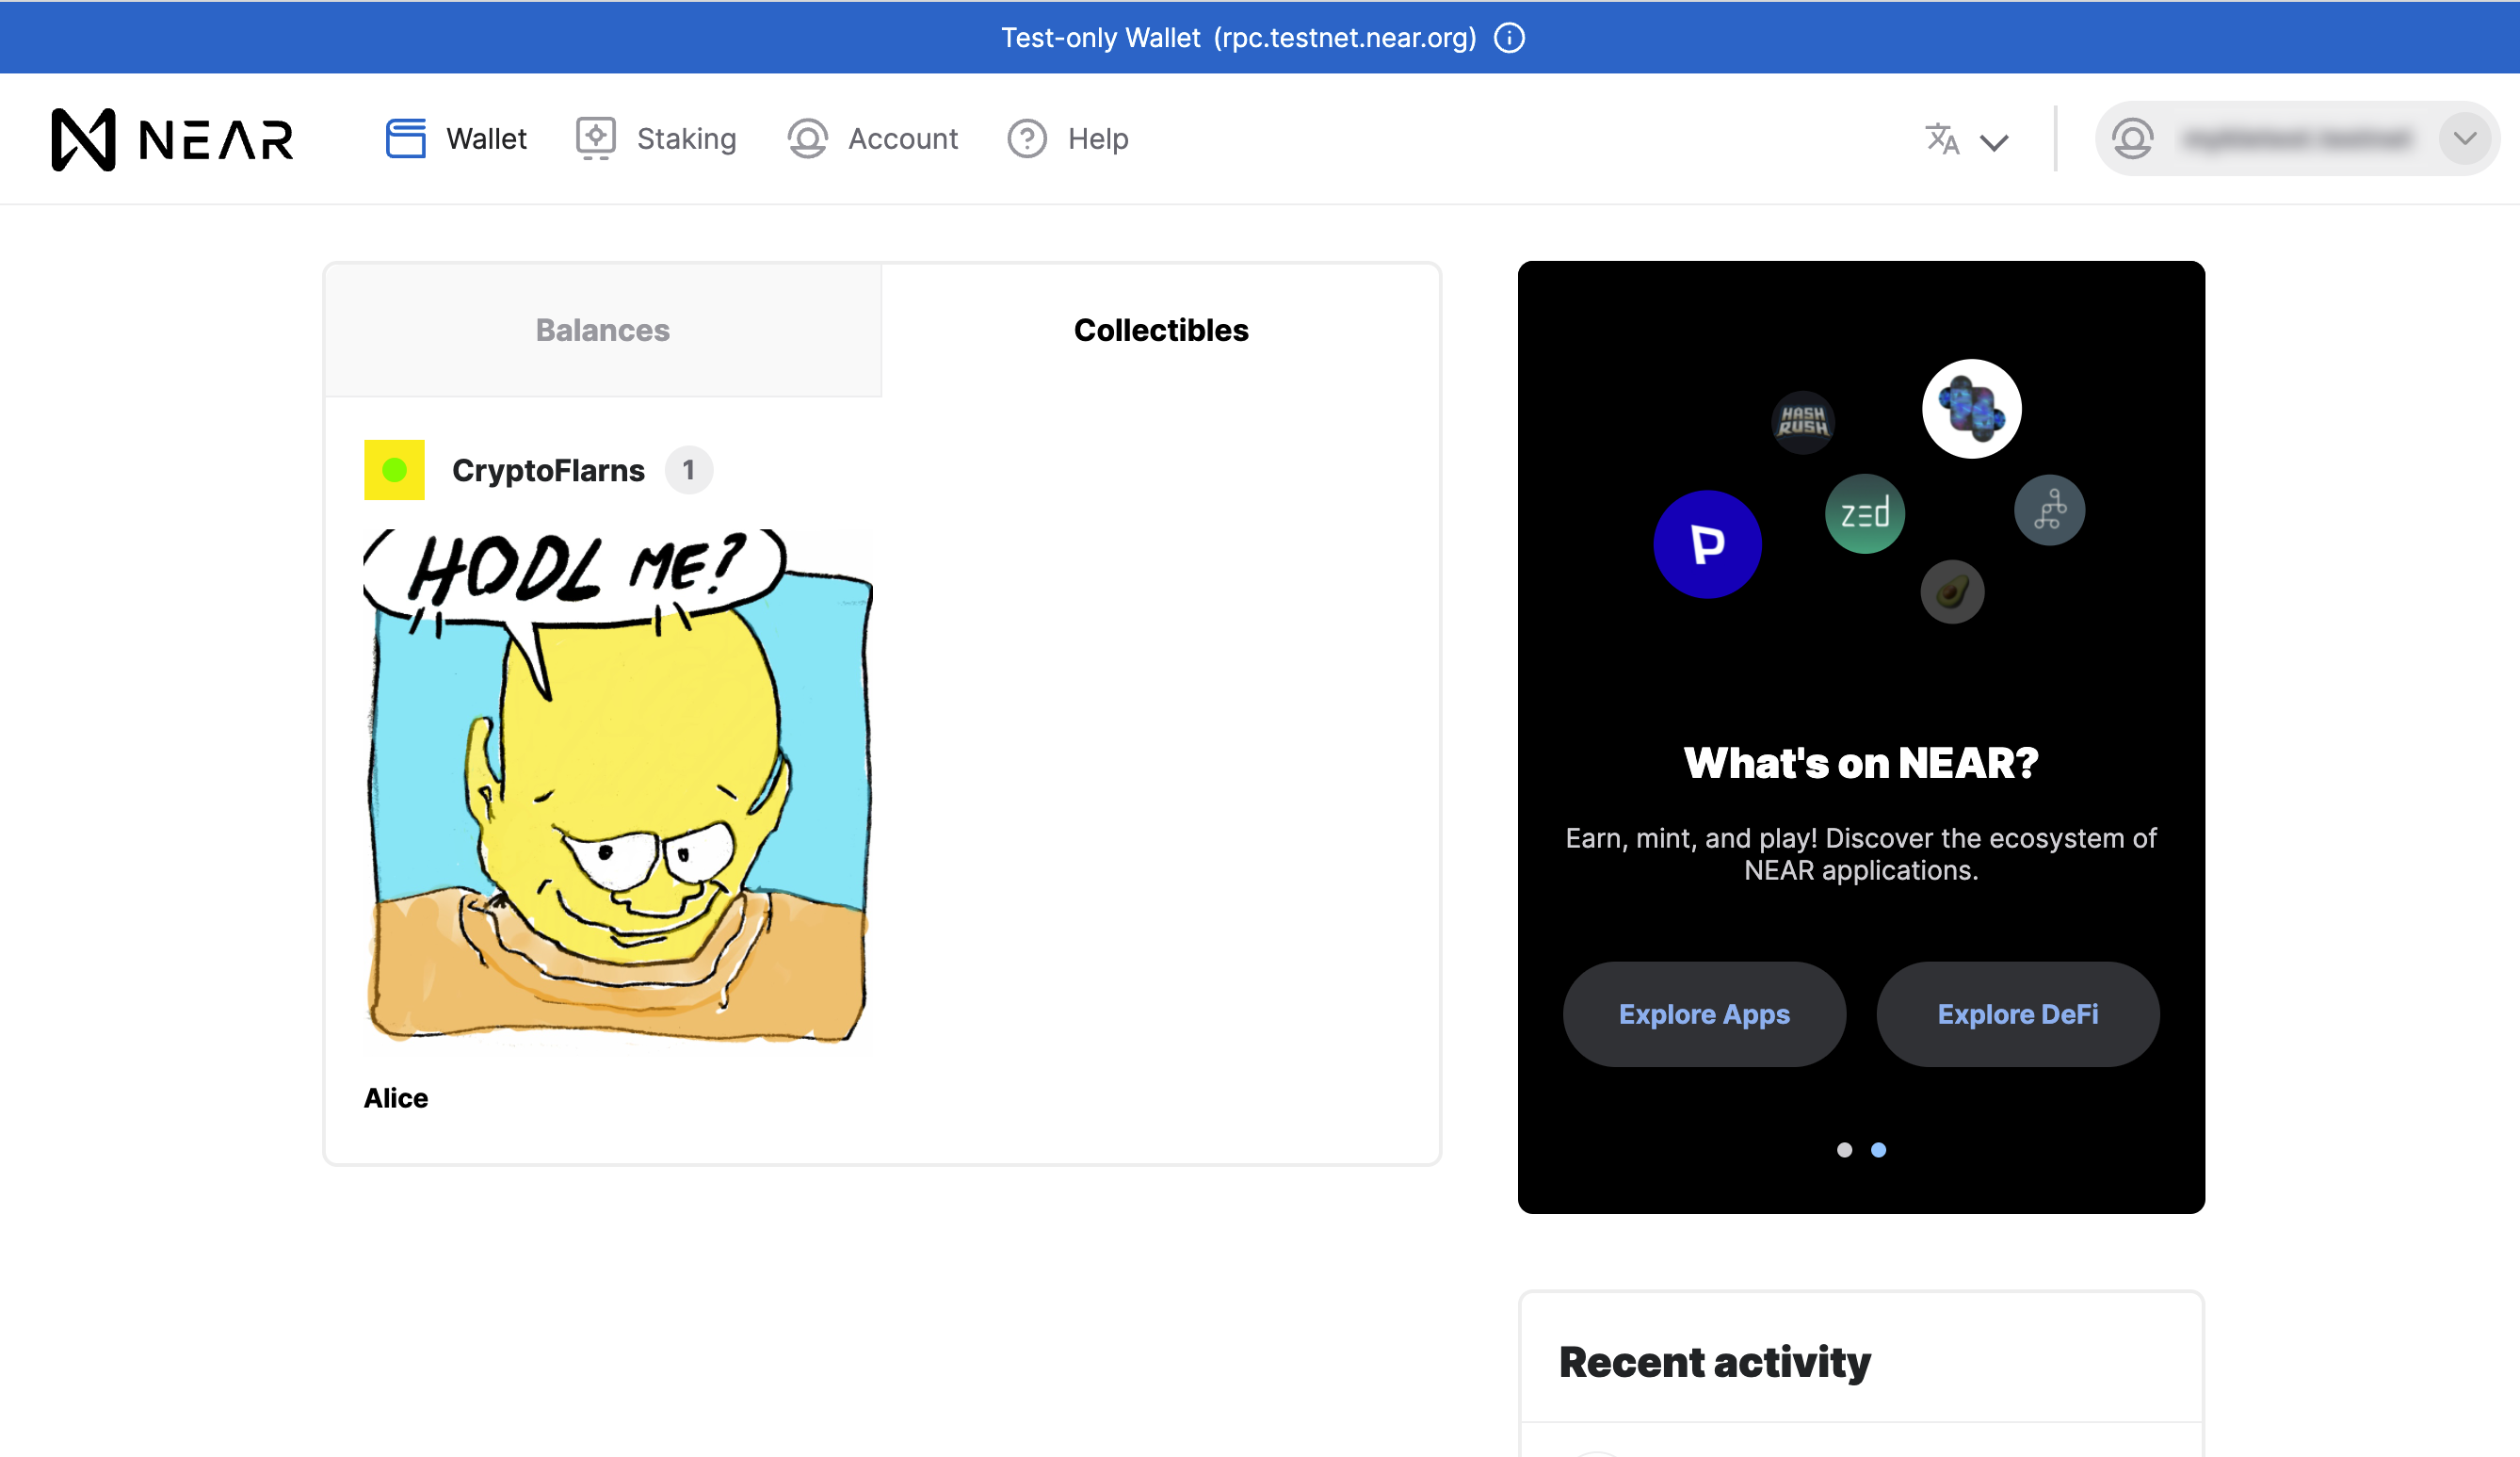 Test-only Wallet (rpc.testnet.near.org)
NEAR Wallet Staking Account Help
Balances Collectibles
CryptoFlarns 1
HODL ME?
Alice
HASH
RUSH
P
zed
What's on NEAR?
Earn, mint, and play! Discover the ecosystem of
NEAR applications.
Explore Apps Explore DeFi
Recent activity